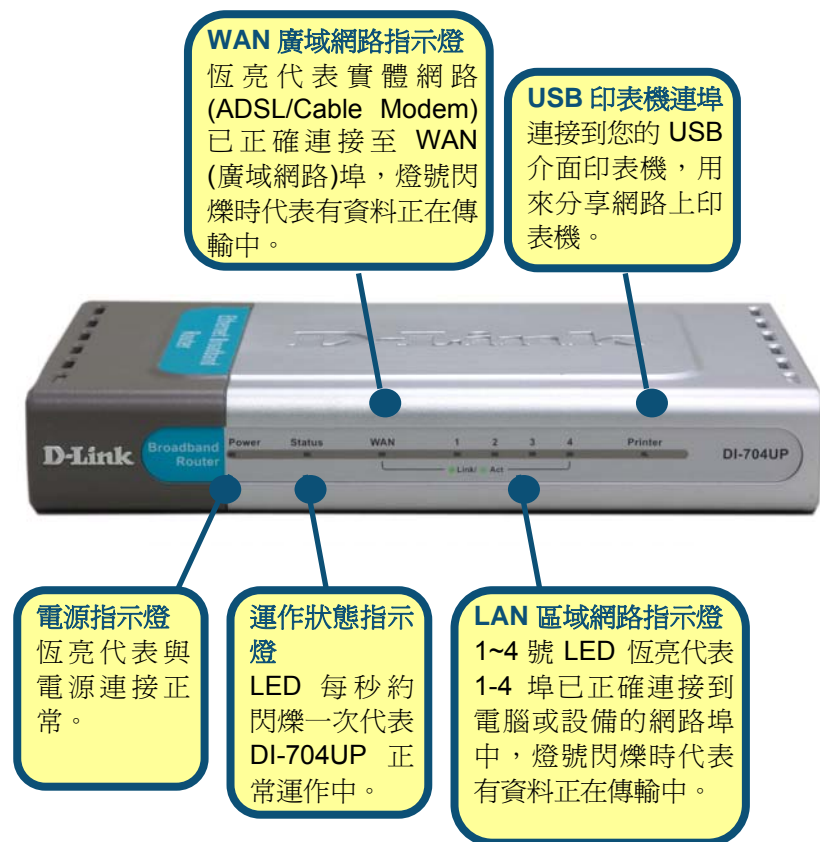 WAN 廣域網路指示燈
恆亮代表實體網路
(ADSL/Cable Modem)
已正確連接至 WAN
(廣域網路)埠，燈號閃
爍時代表有資料正在傳
輸中。
USB 印表機連埠
連接到您的 USB
介面印表機，用
來分享網路上印
表機。
Ethernet Broadband
Router
D-Link
D-Link
Broadband
Router
Power Status WAN 1 2 3 4 Printer
Link/ Act
DI-704UP
電源指示燈
恆亮代表與
電源連接正
常。
運作狀態指示
燈
LED 每秒約
閃爍一次代表
DI-704UP 正
常運作中。
LAN 區域網路指示燈
1~4 號 LED 恆亮代表
1-4 埠已正確連接到
電腦或設備的網路埠
中，燈號閃爍時代表
有資料正在傳輸中。